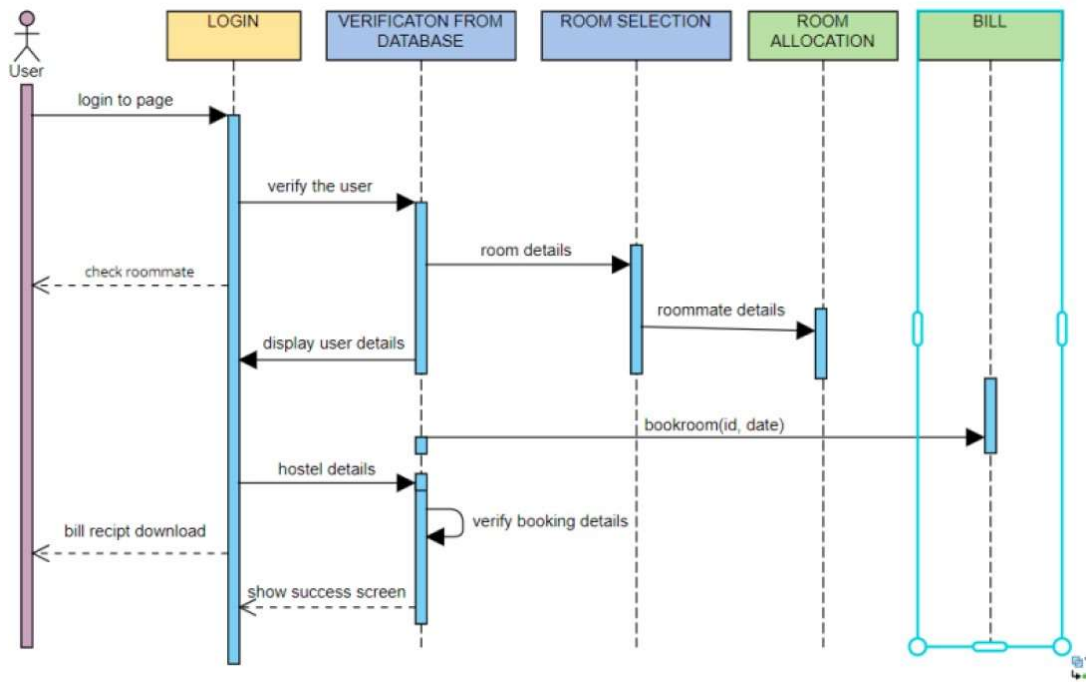 LOGIN
VERIFICATON FROM
DATABASE
ROOM SELECTION
ROOM
ALLOCATION
BILL
User
login to page
verify the user
room details
check roommate
roommate details
display user details
bookroom(id, date)
hostel details
verify booking details
bill recipt download
show success screen